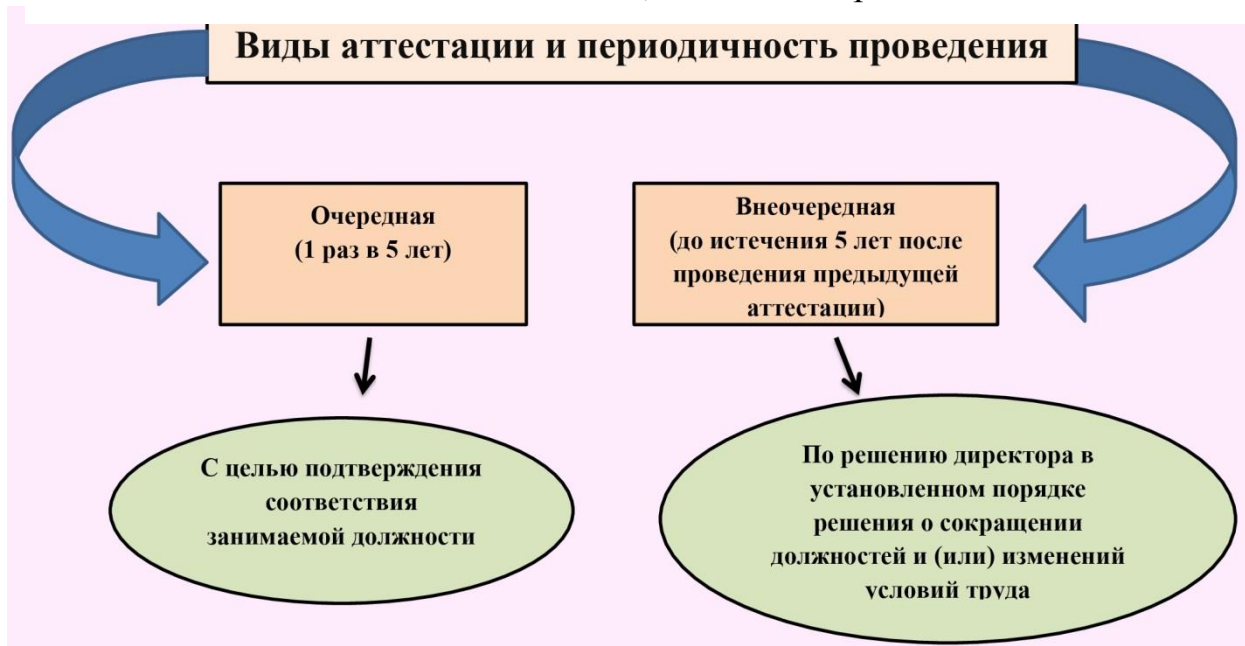 Виды аттестации и периодичность проведения
Очередная
(1 раз в 5 лет)
Внеочередная
(до истечения 5 лет после
проведения предыдущей
аттестации)
С целью подтверждения
соответствия
занимаемой должности
По решению директора в
установленном порядке
решения о сокращении
должностей и (или) изменений
условий труда